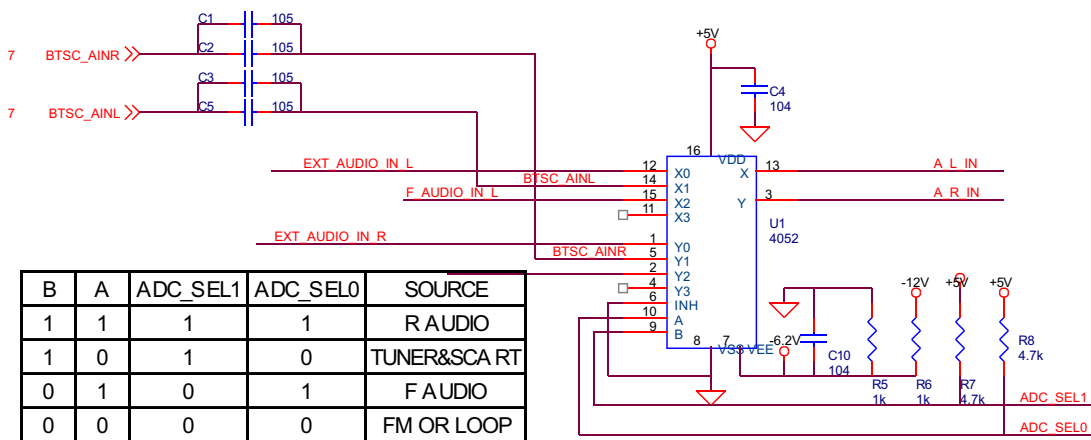 C1 105
7 BTSC_AINR C2 105
C3 105
7 BTSC_AINL C5 105
+5V
C4
104
16 VDD
EXT_AUDIO_IN_L 12 X0 X 13 A_L_IN
BTSC_AINL 14 X1
F_AUDIO_IN_L 15 X2 Y 3 A_R_IN
11 X3
U1
4052
EXT_AUDIO_IN_R 1 Y0
BTSC_AINR 5 Y1
2 Y2
4 Y3
6 INH
10 A
9 B
8 VSS VEE 7
-6.2V
C10
104
-12V +5V +5V
R5
1k
R6
1k
R7
4.7k
R8
4.7k
ADC_SEL1
ADC_SEL0
B A ADC_SEL1 ADC_SEL0 SOURCE
1 1 1 1 R AUDIO
1 0 1 0 TUNER&SCART
0 1 0 1 F AUDIO
0 0 0 0 FM OR LOOP